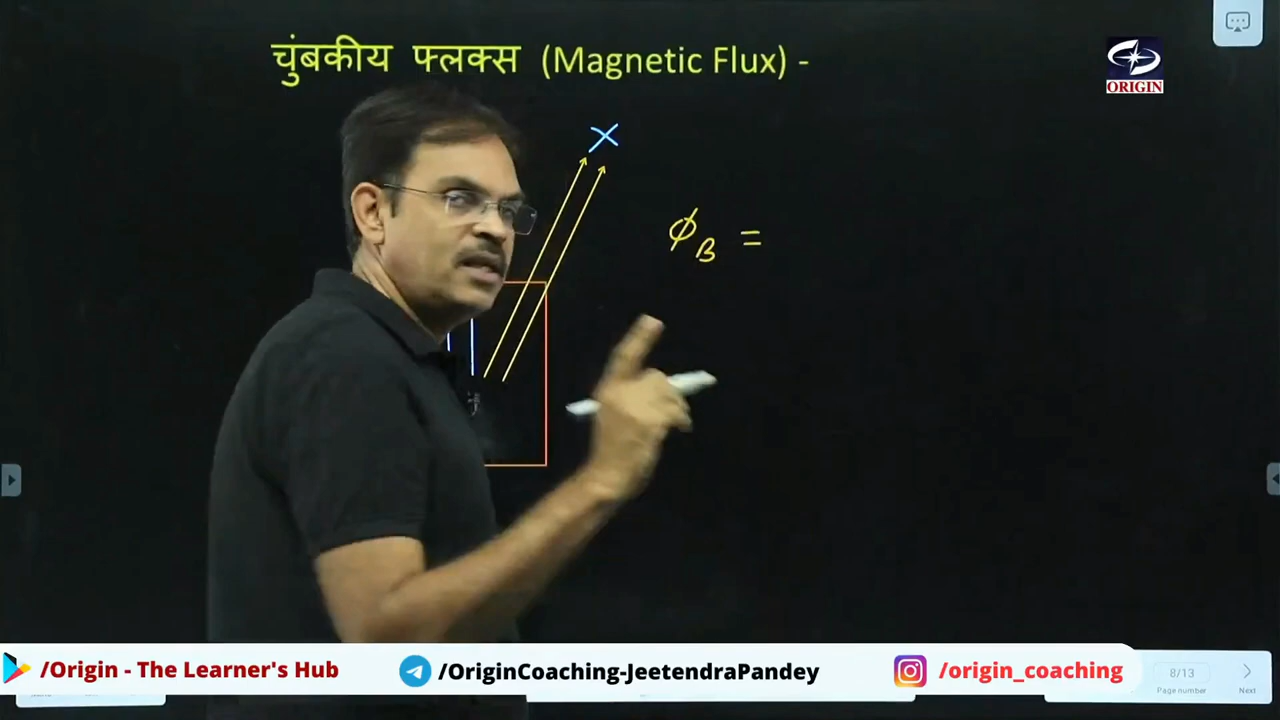 चुंबकीय फ्लक्स (Magnetic Flux) -
ORIGIN
×
ϕB =
/Origin - The Learner's Hub
/OriginCoaching-JeetendraPandey
/origin_coaching
8/13
Page number
Next